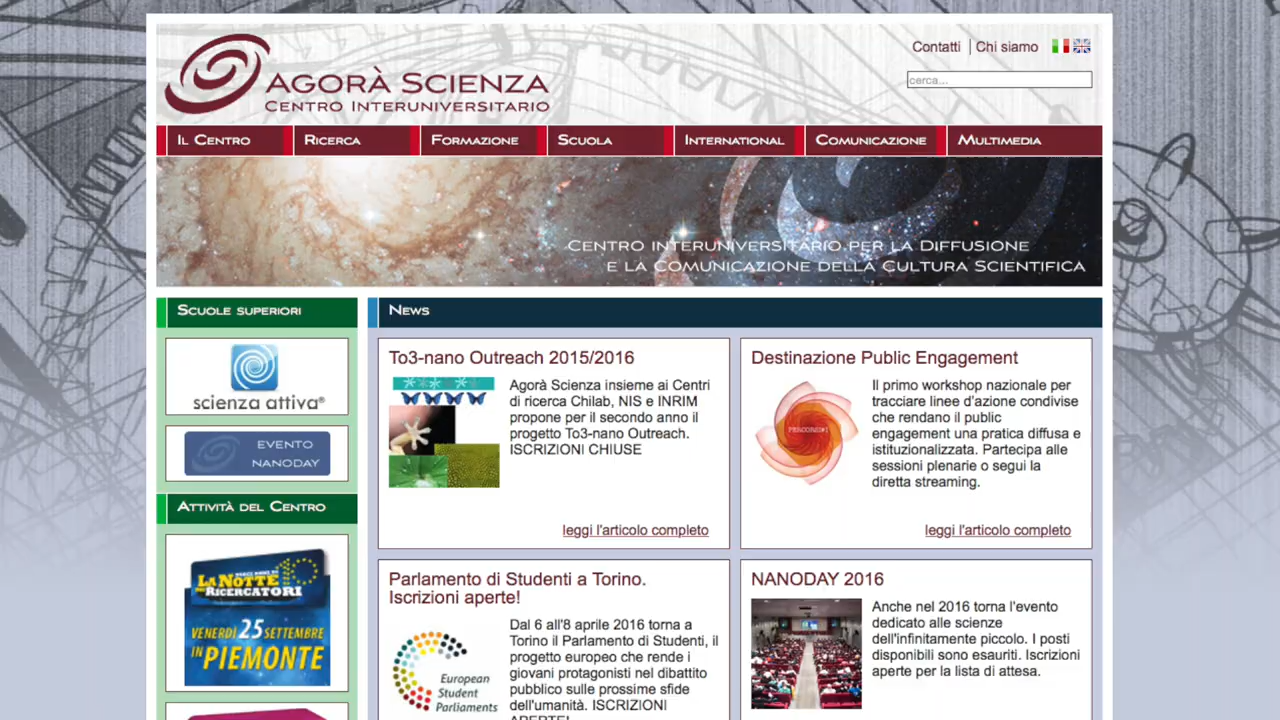 AGORÀ SCIENZA
CENTRO INTERUNIVERSITARIO
Contatti | Chi siamo
cerca...
IL CENTRO
RICERCA
FORMAZIONE
SCUOLA
INTERNATIONAL
COMUNICAZIONE
MULTIMEDIA
CENTRO INTERUNIVERSITARIO PER LA DIFFUSIONE
E LA COMUNICAZIONE DELLA CULTURA SCIENTIFICA
SCUOLE SUPERIORI
scienza attiva®
EVENTO
NANODAY
ATTIVITÀ DEL CENTRO
LA NOTTE
RICERCATORI
VENERDÌ 25 SETTEMBRE
IN PIEMONTE
NEWS
To3-nano Outreach 2015/2016
Agorà Scienza insieme ai Centri
di ricerca Chilab, NIS e INRIM
propone per il secondo anno il
progetto To3-nano Outreach.
ISCRIZIONI CHIUSE
leggi l'articolo completo
Destinazione Public Engagement
PERCORSI
Il primo workshop nazionale per
tracciare linee d'azione condivise
che rendano il public
engagement una pratica diffusa e
istituzionalizzata. Partecipa alle
sessioni plenarie o segui la
diretta streaming.
leggi l'articolo completo
Parlamento di Studenti a Torino.
Iscrizioni aperte!
European
Student
Parliaments
Dal 6 all'8 aprile 2016 torna a
Torino il Parlamento di Studenti, il
progetto europeo che rende i
giovani protagonisti nel dibattito
pubblico sulle prossime sfide
dell'umanità. ISCRIZIONI
APERTE!
NANODAY 2016
Anche nel 2016 torna l'evento
dedicato alle scienze
dell'infinitamente piccolo. I posti
disponibili sono esauriti. Iscrizioni
aperte per la lista di attesa.